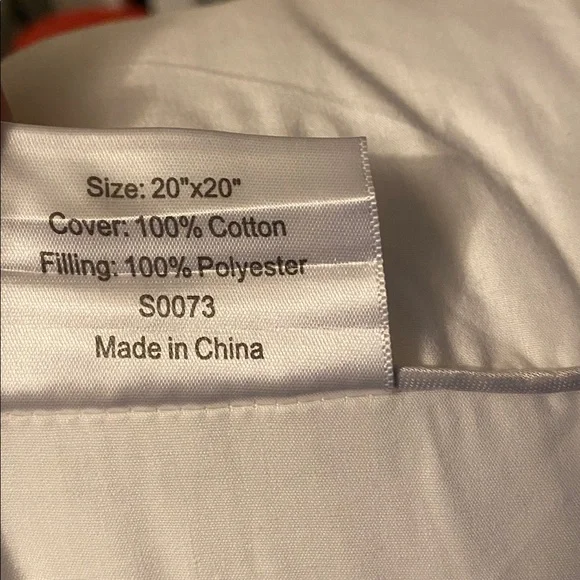 Size: 20"x20"
Cover: 100% Cotton
Filling: 100% Polyester
S0073
Made in China